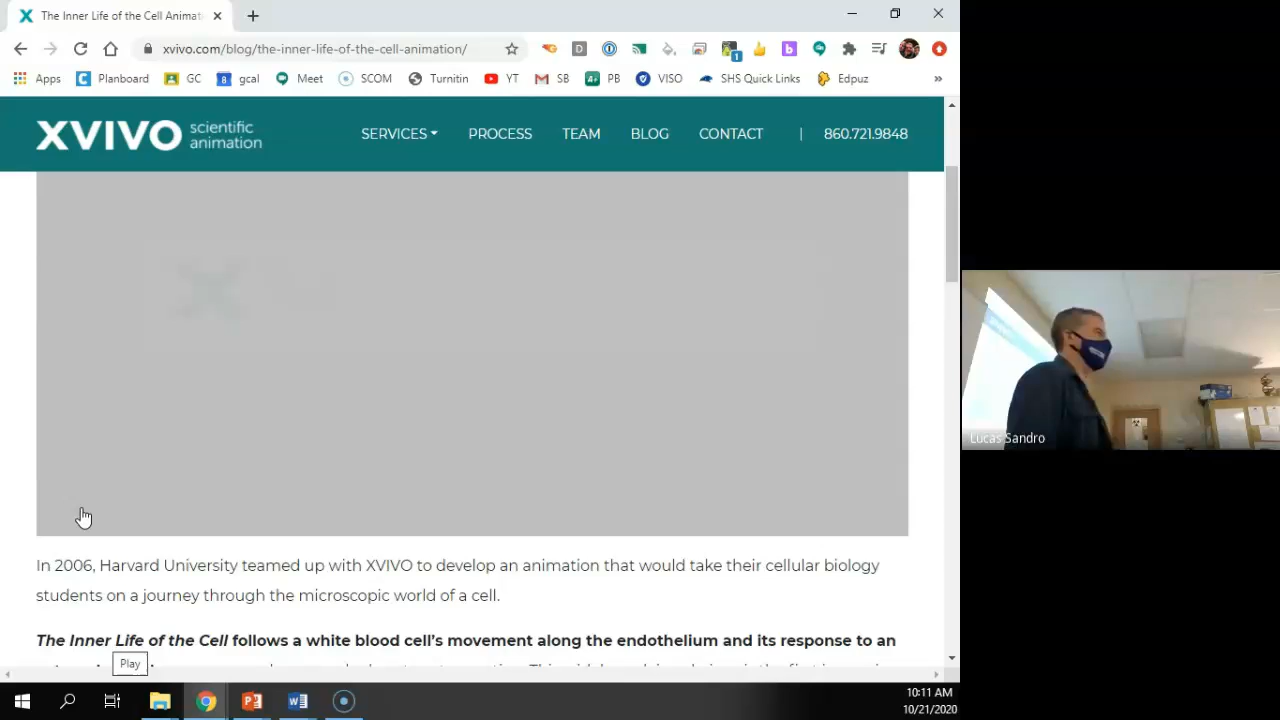 The Inner Life of the Cell Animat
xvivo.com/blog/the-inner-life-of-the-cell-animation/
Apps Planboard GC gcal Meet SCOM Turnitin YT SB PB VISO SHS Quick Links Edpuz »
XVIVO scientific animation
SERVICES PROCESS TEAM BLOG CONTACT | 860.721.9848
Lucas Sandro
In 2006, Harvard University teamed up with XVIVO to develop an animation that would take their cellular biology
students on a journey through the microscopic world of a cell.
The Inner Life of the Cell follows a white blood cell's movement along the endothelium and its response to an
Play
10:11 AM
10/21/2020